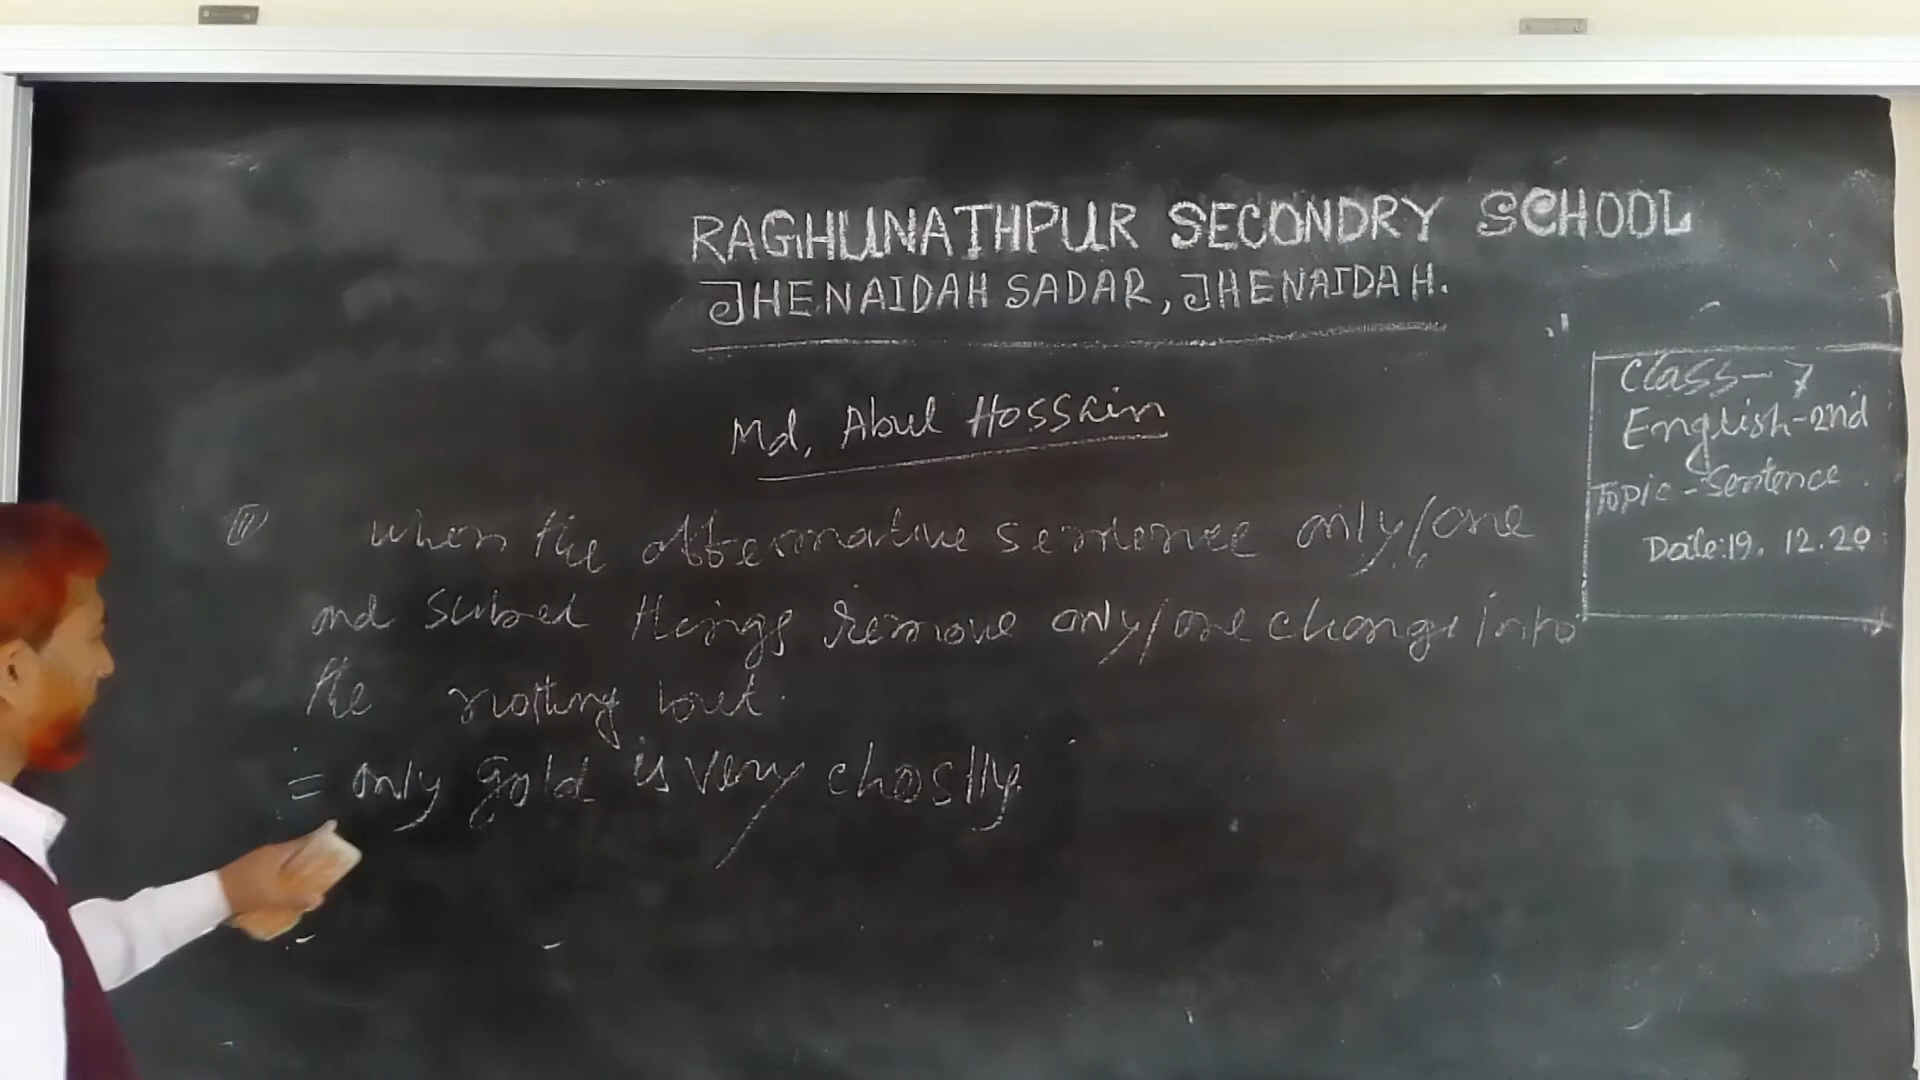 RAGHUNATHPUR SECONDRY SCHOOL
JHENAIDAH SADAR, JHENAIDAH.
Md. Abul Hossain
Class-7
English-2nd
Topic-Sentence
Date:19.12.20
when the affermative sentence only/one
and things remove only/one change into
the nothing but.
= only gold is very chostly.